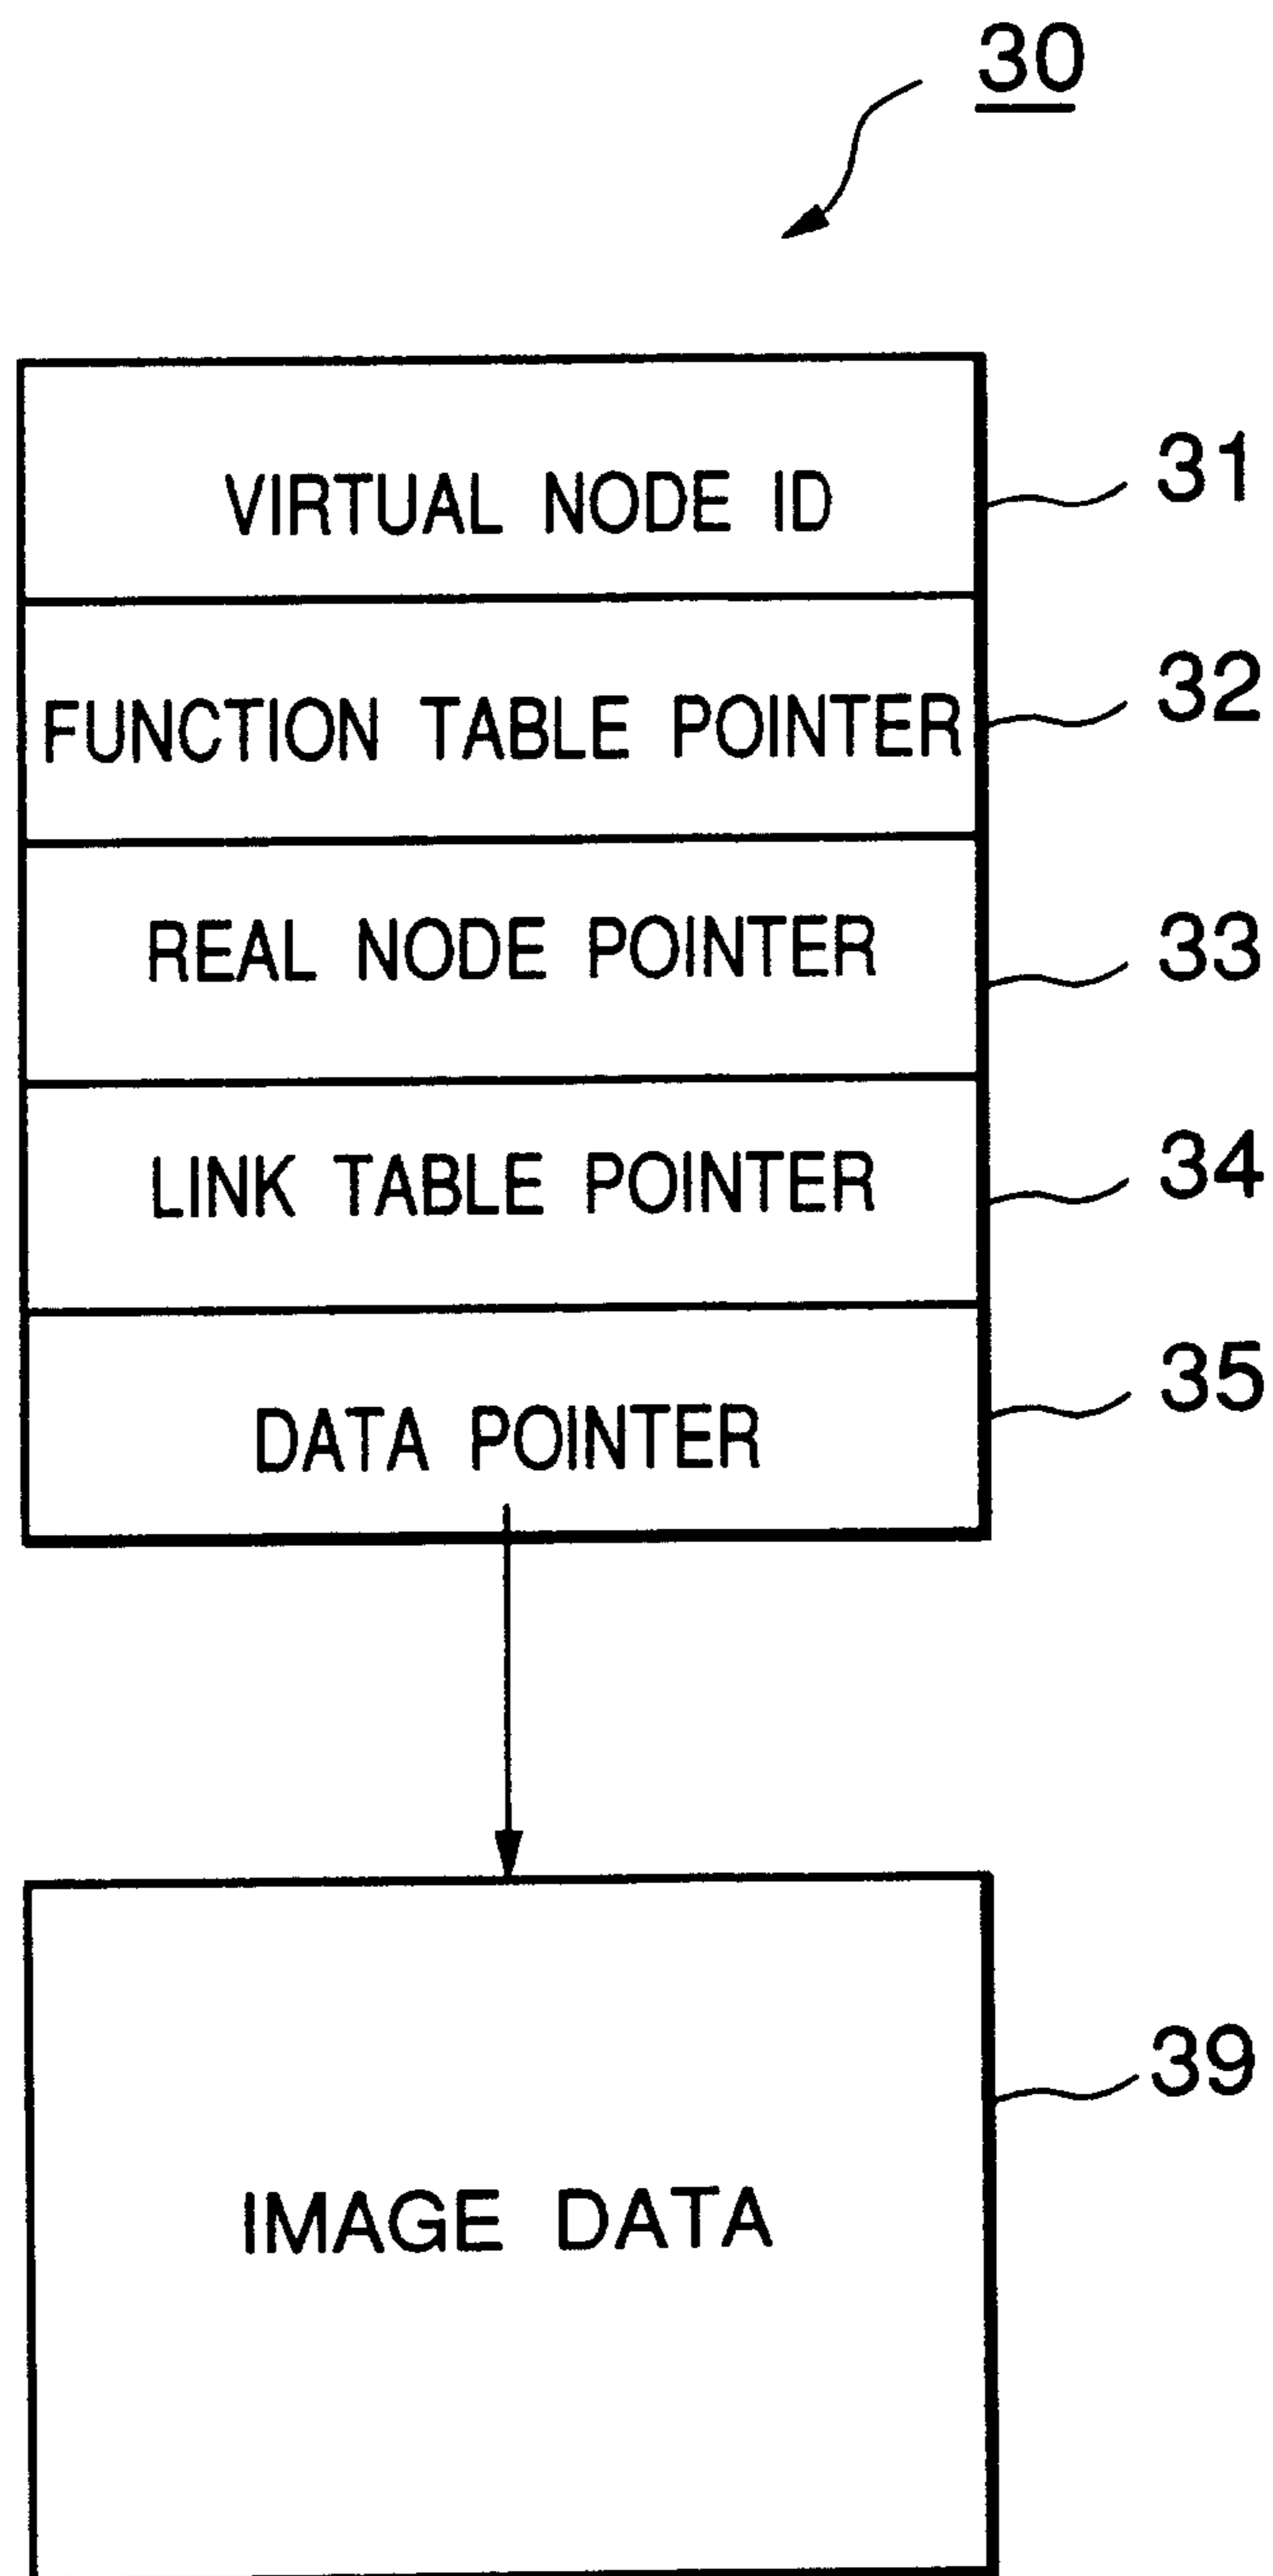 30
VIRTUAL NODE ID
31
FUNCTION TABLE POINTER
32
REAL NODE POINTER
33
LINK TABLE POINTER
34
DATA POINTER
35
IMAGE DATA
39